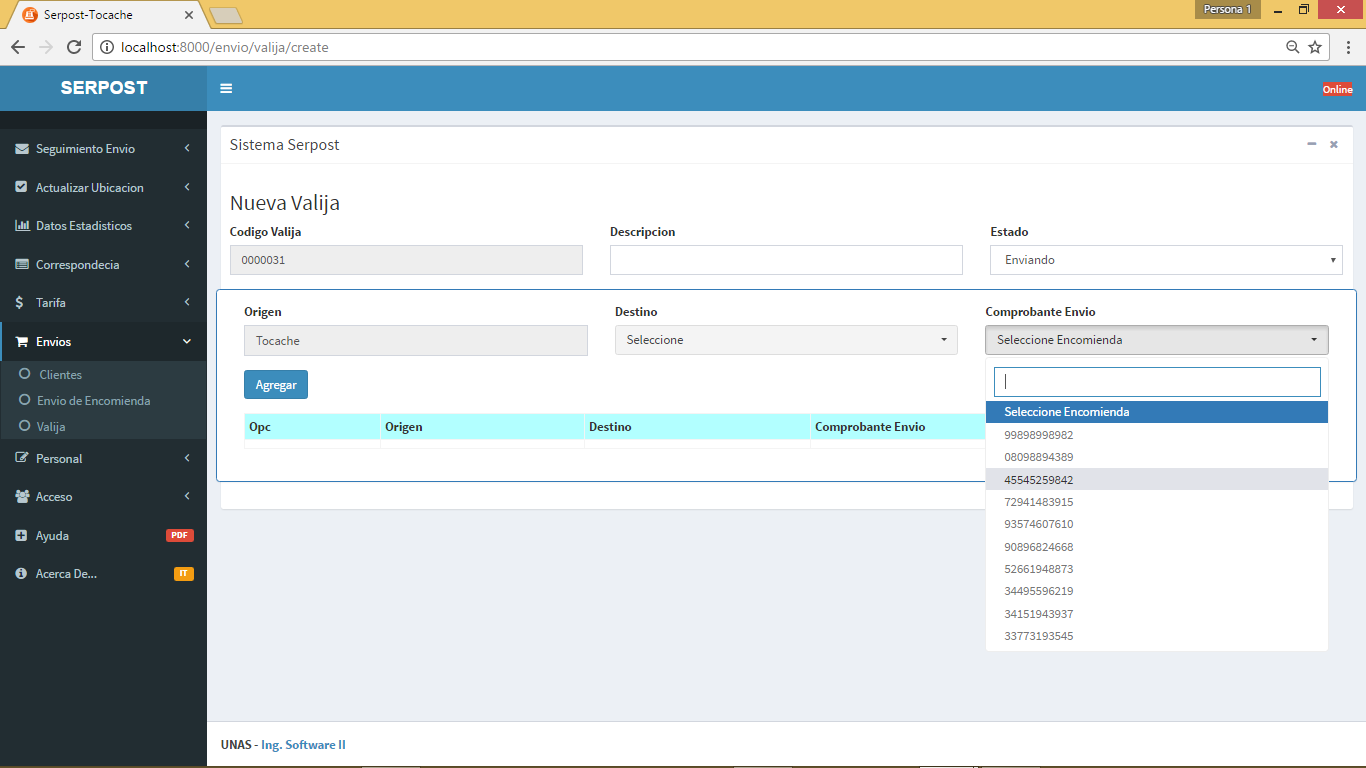 Serpost-Tocache
Persona 1
localhost:8000/envio/valija/create
SERPOST
Online
Seguimiento Envio
Actualizar Ubicacion
Datos Estadisticos
Correspondecia
Tarifa
Envios
Clientes
Envio de Encomienda
Valija
Personal
Acceso
Ayuda PDF
Acerca De... IT
Sistema Serpost
Nueva Valija
Codigo Valija Descripcion Estado
0000031 Enviando
Origen Destino Comprobante Envio
Tocache Seleccione Seleccione Encomienda
Agregar
Opc Origen Destino Comprobante Envio
Seleccione Encomienda
99898998982
08098894389
45545259842
72941483915
93574607610
90896824668
52661948873
34495596219
34151943937
33773193545
UNAS - Ing. Software II